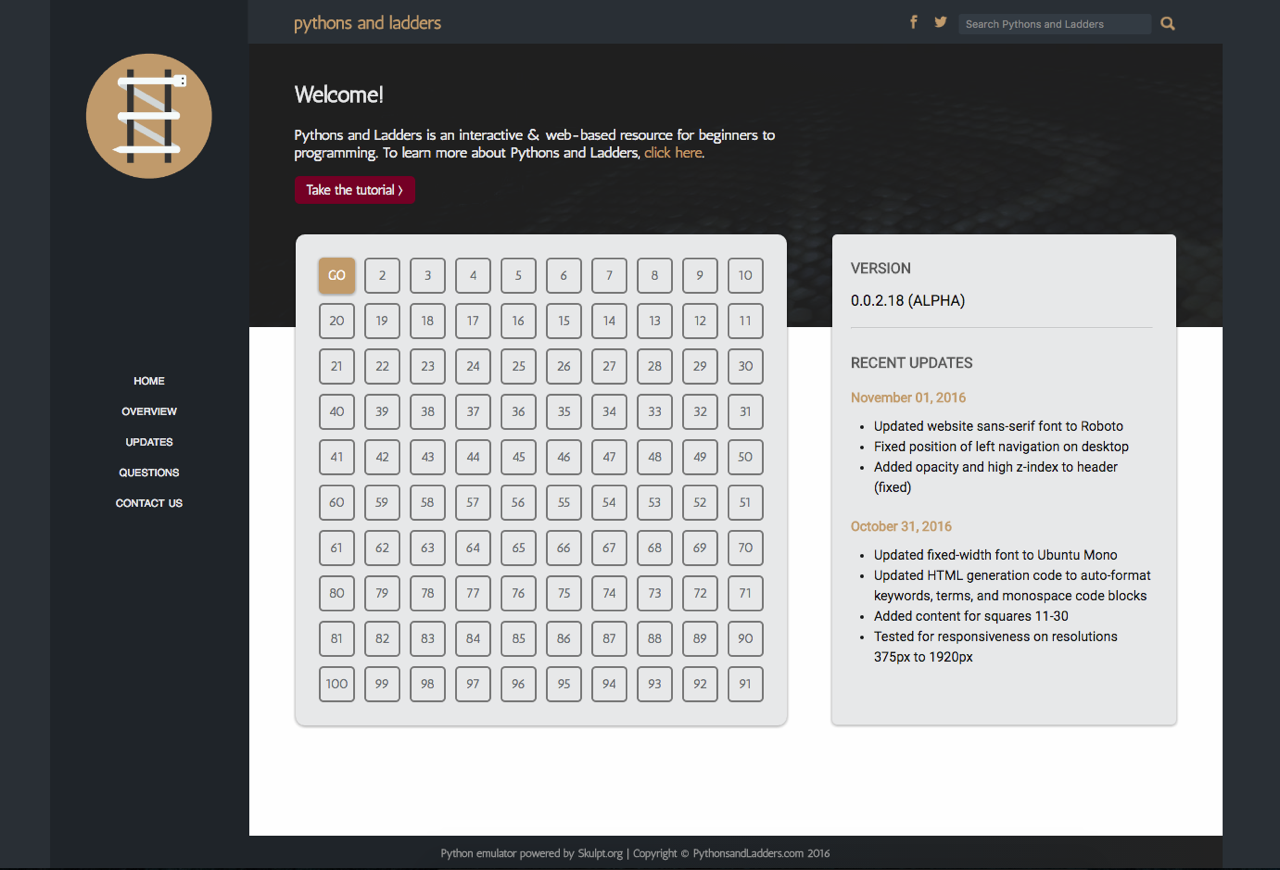 pythons and ladders
Search Pythons and Ladders
Welcome!
Pythons and Ladders is an interactive & web-based resource for beginners to
programming. To learn more about Pythons and Ladders, click here.
Take the tutorial ⟩
HOME
OVERVIEW
UPDATES
QUESTIONS
CONTACT US
GO 2 3 4 5 6 7 8 9 10
20 19 18 17 16 15 14 13 12 11
21 22 23 24 25 26 27 28 29 30
40 39 38 37 36 35 34 33 32 31
41 42 43 44 45 46 47 48 49 50
60 59 58 57 56 55 54 53 52 51
61 62 63 64 65 66 67 68 69 70
80 79 78 77 76 75 74 73 72 71
81 82 83 84 85 86 87 88 89 90
100 99 98 97 96 95 94 93 92 91
VERSION
0.0.2.18 (ALPHA)
RECENT UPDATES
November 01, 2016
• Updated website sans-serif font to Roboto
• Fixed position of left navigation on desktop
• Added opacity and high z-index to header
(fixed)
October 31, 2016
• Updated fixed-width font to Ubuntu Mono
• Updated HTML generation code to auto-format
keywords, terms, and monospace code blocks
• Added content for squares 11-30
• Tested for responsiveness on resolutions
375px to 1920px
Python emulator powered by Skulpt.org | Copyright © PythonsandLadders.com 2016